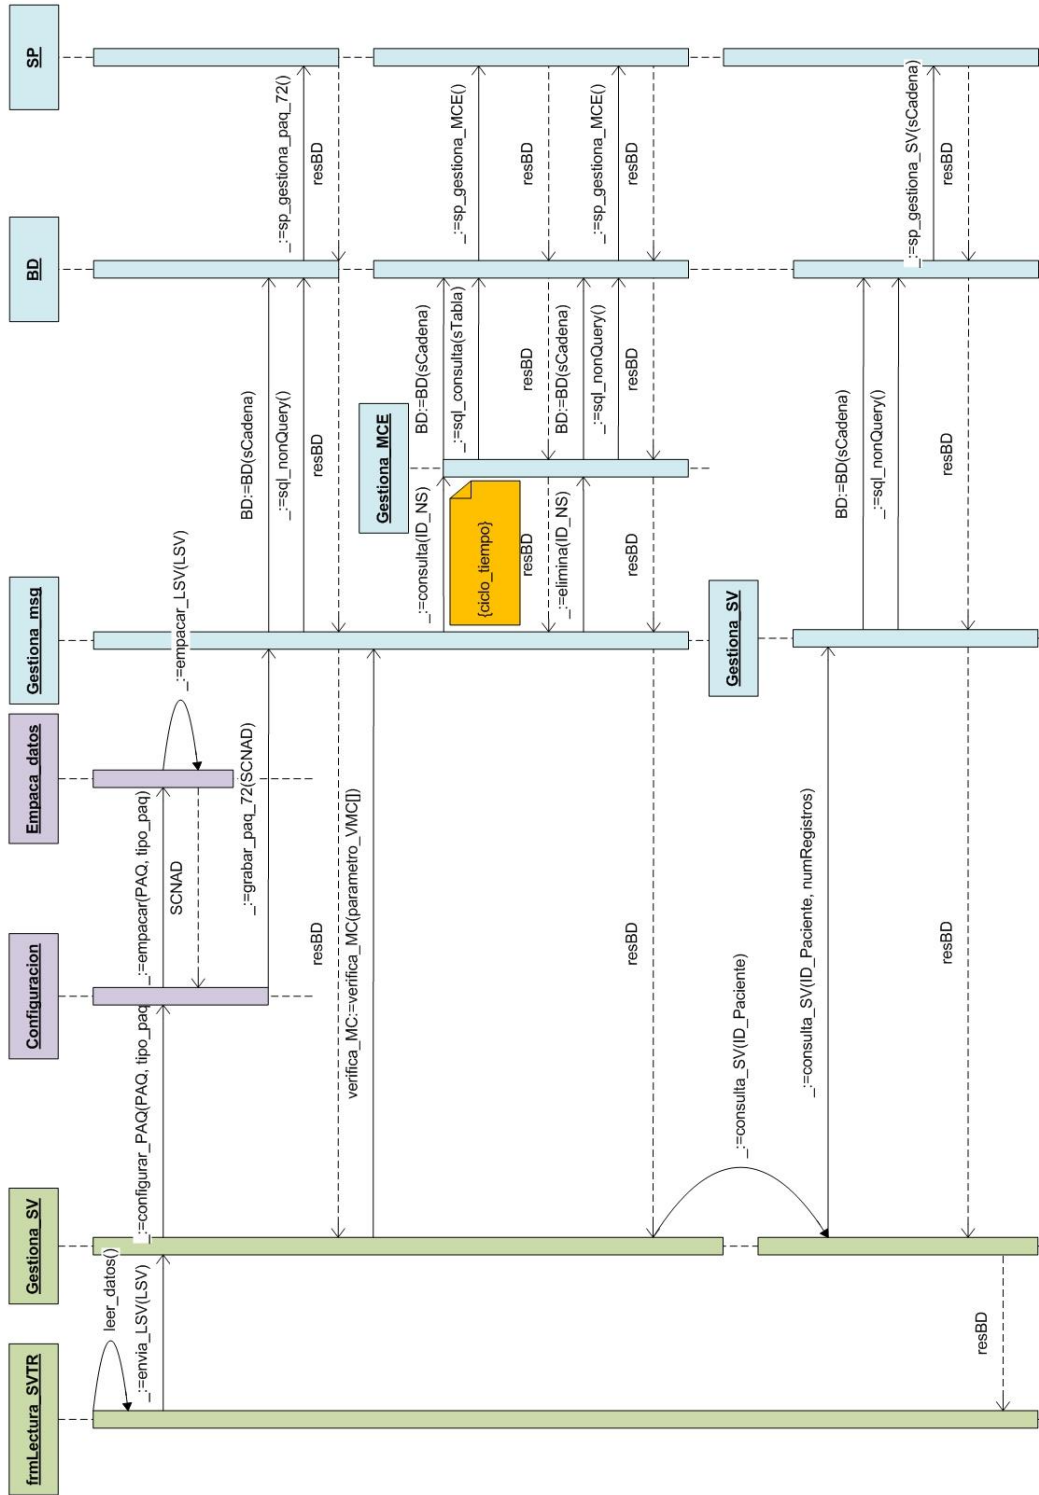 frmLectura_SVTR
Gestiona_SV
Configuracion
Empaca_datos
Gestiona_msg
BD
SP
leer_datos()
_:=envia_LSV(LSV)
_:=configurar_PAQ(PAQ, tipo_paq)
_:=empacar(PAQ, tipo_paq)
_:=empacar_LSV(LSV)
SCNAD
_:=grabar_paq_72(SCNAD)
BD:=BD(sCadena)
_:=sql_nonQuery()
_:=sp_gestiona_paq_72()
resBD
resBD
resBD
verifica_MC:=verifica_MC(parametro_VMC[])
Gestiona_MCE
_:=consulta(ID_NS)
BD:=BD(sCadena)
_:=sql_consulta(sTabla)
_:=sp_gestiona_MCE()
{ciclo_tiempo}
resBD
resBD
resBD
_:=elimina(ID_NS)
BD:=BD(sCadena)
_:=sql_nonQuery()
_:=sp_gestiona_MCE()
resBD
resBD
resBD
resBD
_:=consulta_SV(ID_Paciente)
Gestiona_SV
_:=consulta_SV(ID_Paciente, numRegistros)
BD:=BD(sCadena)
_:=sql_nonQuery()
_:=sp_gestiona_SV(sCadena)
resBD
resBD
resBD
resBD